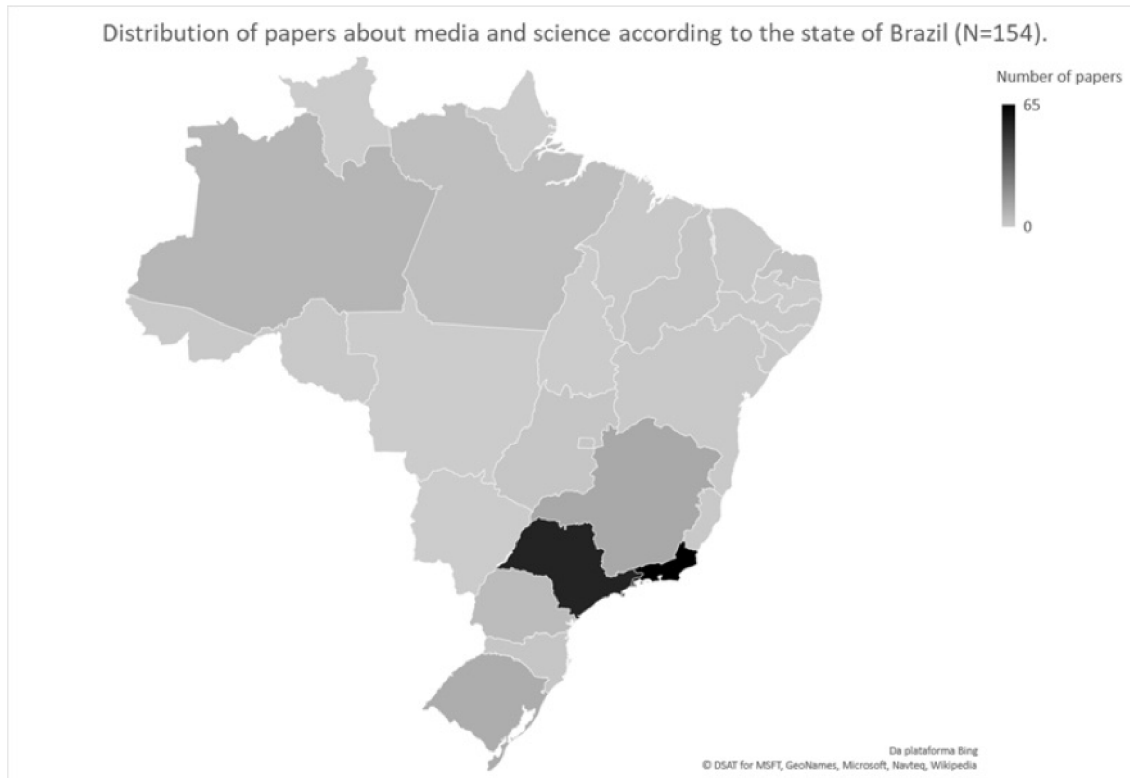 Distribution of papers about media and science according to the state of Brazil (N=154).
Number of papers
65
0
Da plataforma Bing
© DSAT for MSFT, GeoNames, Microsoft, Navteq, Wikipedia